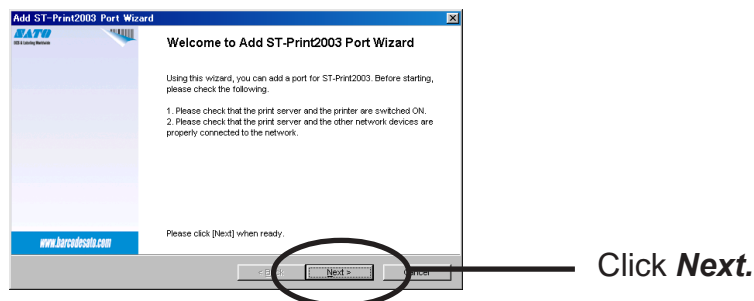 Add ST-Print2003 Port Wizard
SATO
Welcome to Add ST-Print2003 Port Wizard
Using this wizard, you can add a port for ST-Print2003. Before starting,
please check the following.
1. Please check that the print server and the printer are switched ON.
2. Please check that the print server and the other network devices are
properly connected to the network.
Please click [Next] when ready.
www.barcodesato.com
< Back
Next >
Cancel
Click Next.